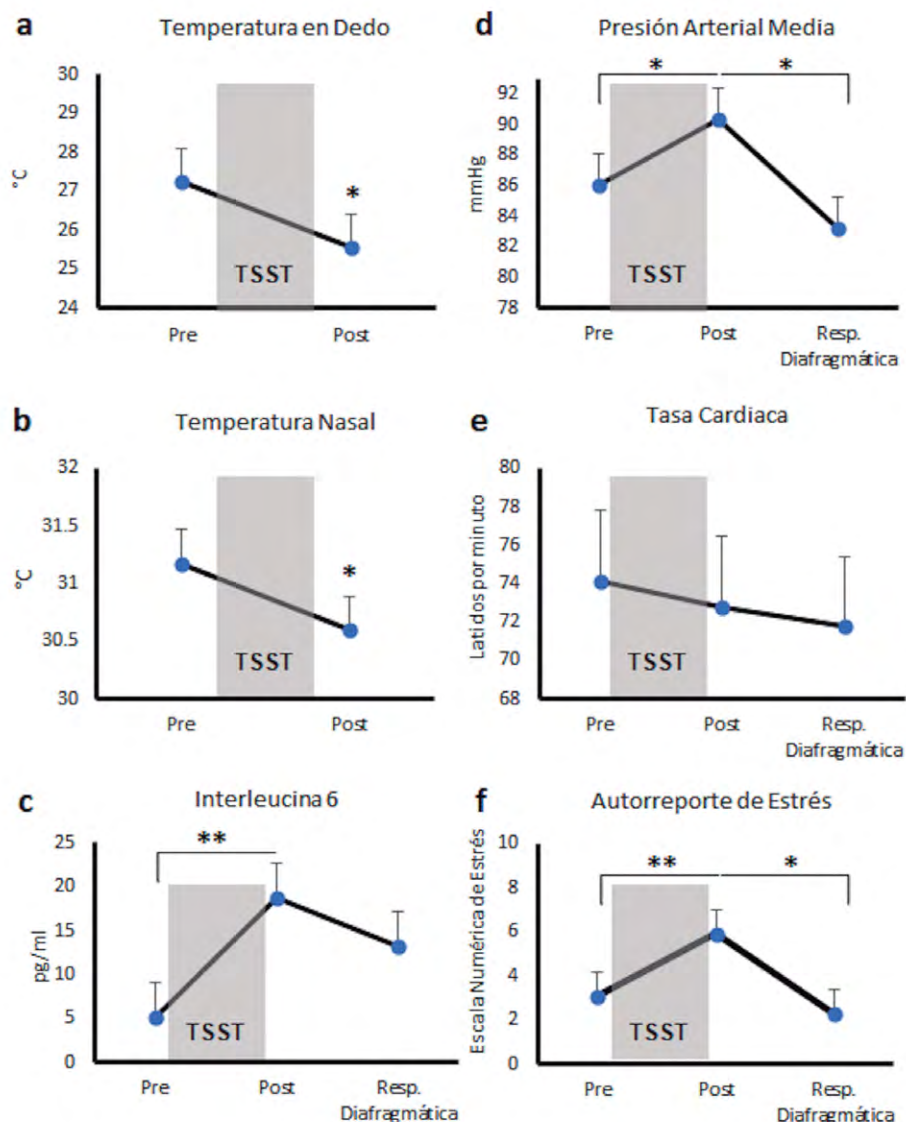 a
Temperatura en Dedo
°C
30
29
28
27
26
25
24
*
TSST
Pre
Post
d
Presión Arterial Media
mmHg
92
90
88
86
84
82
80
78
*
*
TSST
Pre
Post
Resp.
Diafragmática
b
Temperatura Nasal
°C
32
31.5
31
30.5
30
*
TSST
Pre
Post
e
Tasa Cardiaca
Latidos por minuto
80
78
76
74
72
70
68
TSST
Pre
Post
Resp.
Diafragmática
c
Interleucina 6
pg/ml
25
20
15
10
5
0
**
TSST
Pre
Post
Resp.
Diafragmática
f
Autorreporte de Estrés
Escala Numérica de Estrés
10
8
6
4
2
0
**
*
TSST
Pre
Post
Resp.
Diafragmática